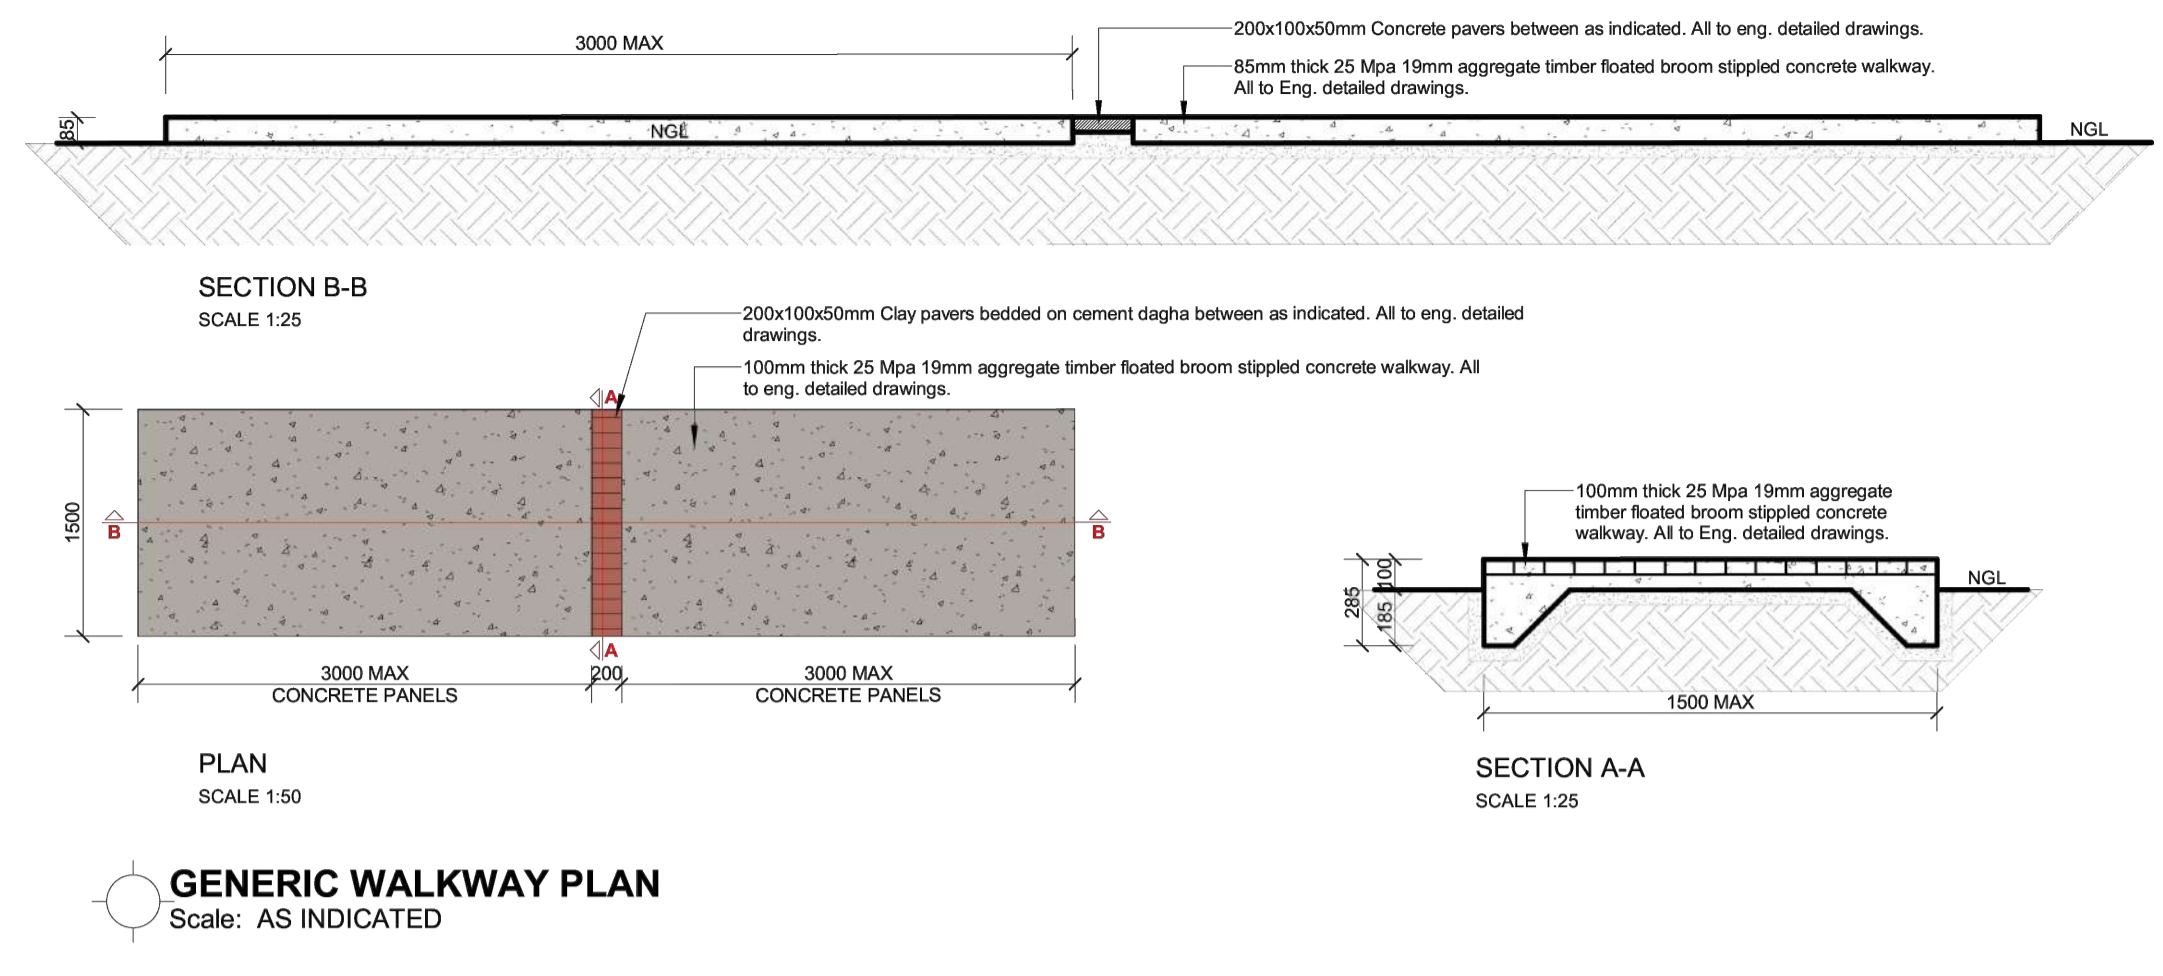 200x100x50mm Concrete pavers between as indicated. All to eng. detailed drawings.
3000 MAX
85mm thick 25 Mpa 19mm aggregate timber floated broom stippled concrete walkway.
All to Eng. detailed drawings.
85
NGL
NGL
SECTION B-B
SCALE 1:25
200x100x50mm Clay pavers bedded on cement dagha between as indicated. All to eng. detailed
drawings.
100mm thick 25 Mpa 19mm aggregate timber floated broom stippled concrete walkway. All
to eng. detailed drawings.
A
1500
B
B
A
3000 MAX
200
3000 MAX
CONCRETE PANELS
CONCRETE PANELS
PLAN
SCALE 1:50
100mm thick 25 Mpa 19mm aggregate
timber floated broom stippled concrete
walkway. All to Eng. detailed drawings.
285
100
185
NGL
1500 MAX
SECTION A-A
SCALE 1:25
GENERIC WALKWAY PLAN
Scale: AS INDICATED